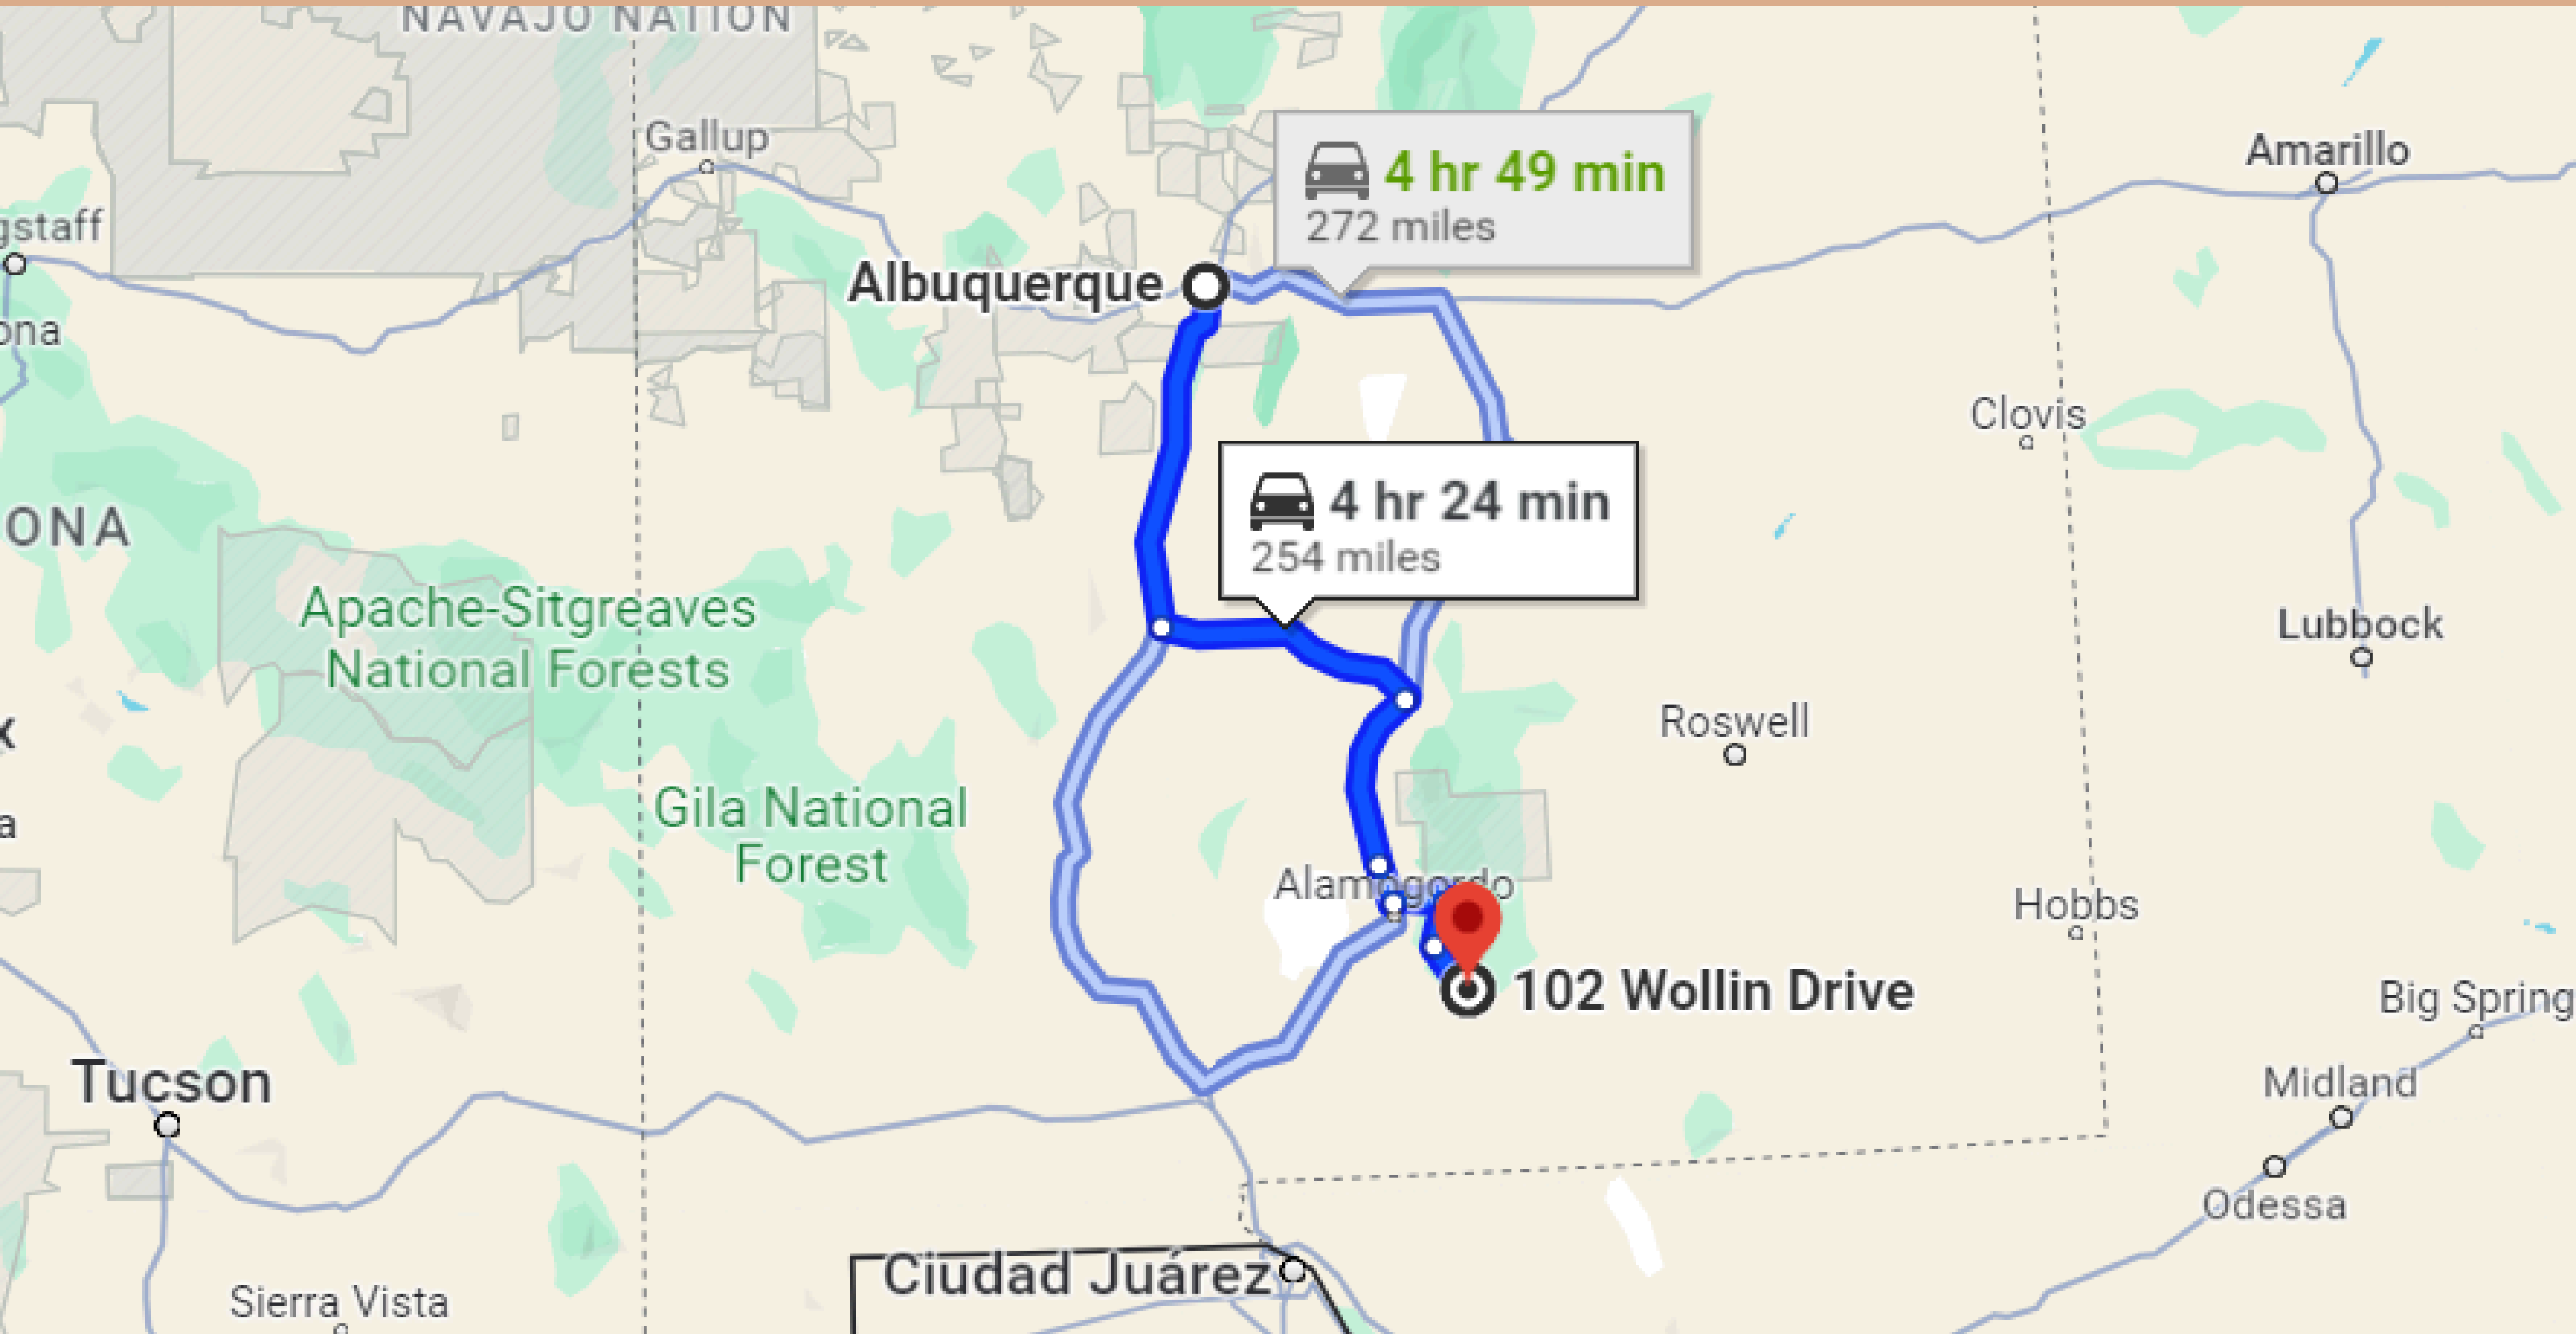 NAVAJO NATION
Gallup
4 hr 49 min
272 miles
Amarillo
gstaff
Albuquerque
ona
Clovis
4 hr 24 min
254 miles
ONA
Apache-Sitgreaves
National Forests
Lubbock
Roswell
x
Gila National
Forest
a
Alamogordo
Hobbs
102 Wollin Drive
Big Spring
Tucson
Midland
Odessa
Ciudad Juárez
Sierra Vista